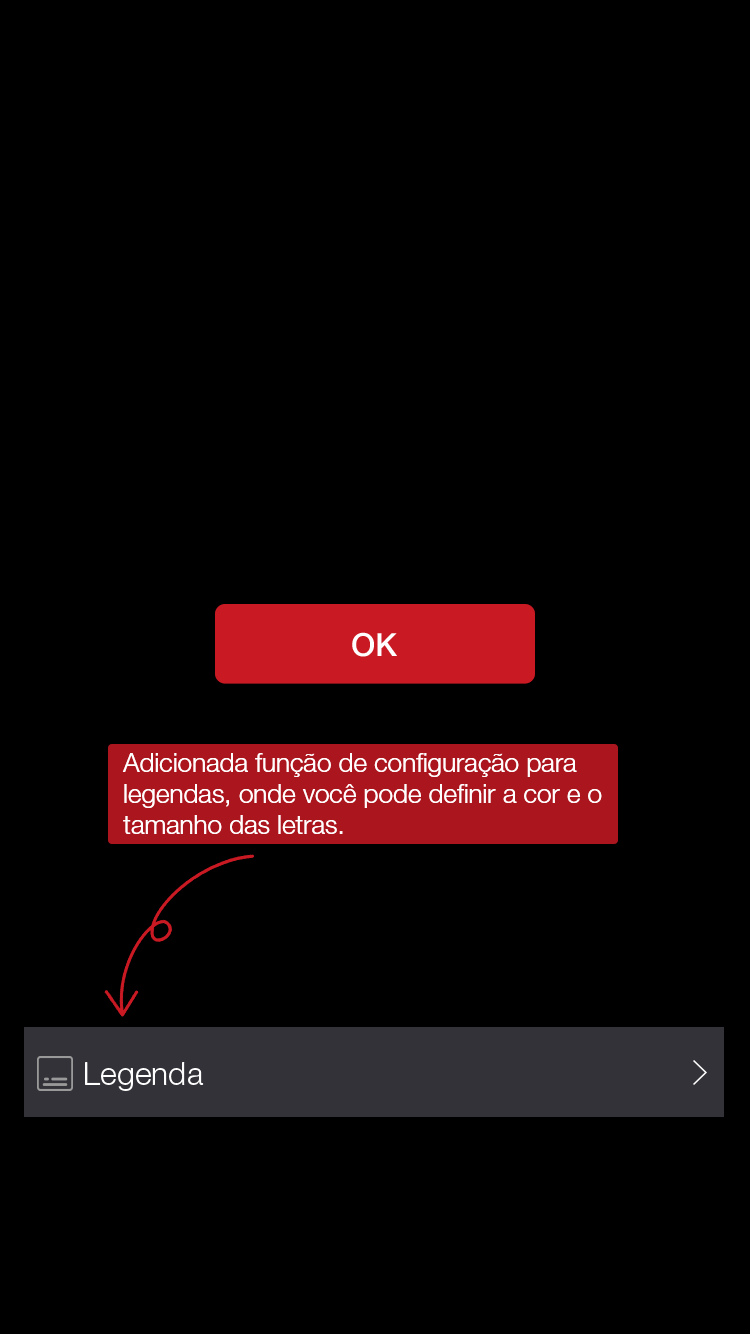 OK
Adicionada função de configuração para
legendas, onde você pode definir a cor e o
tamanho das letras.
Legenda